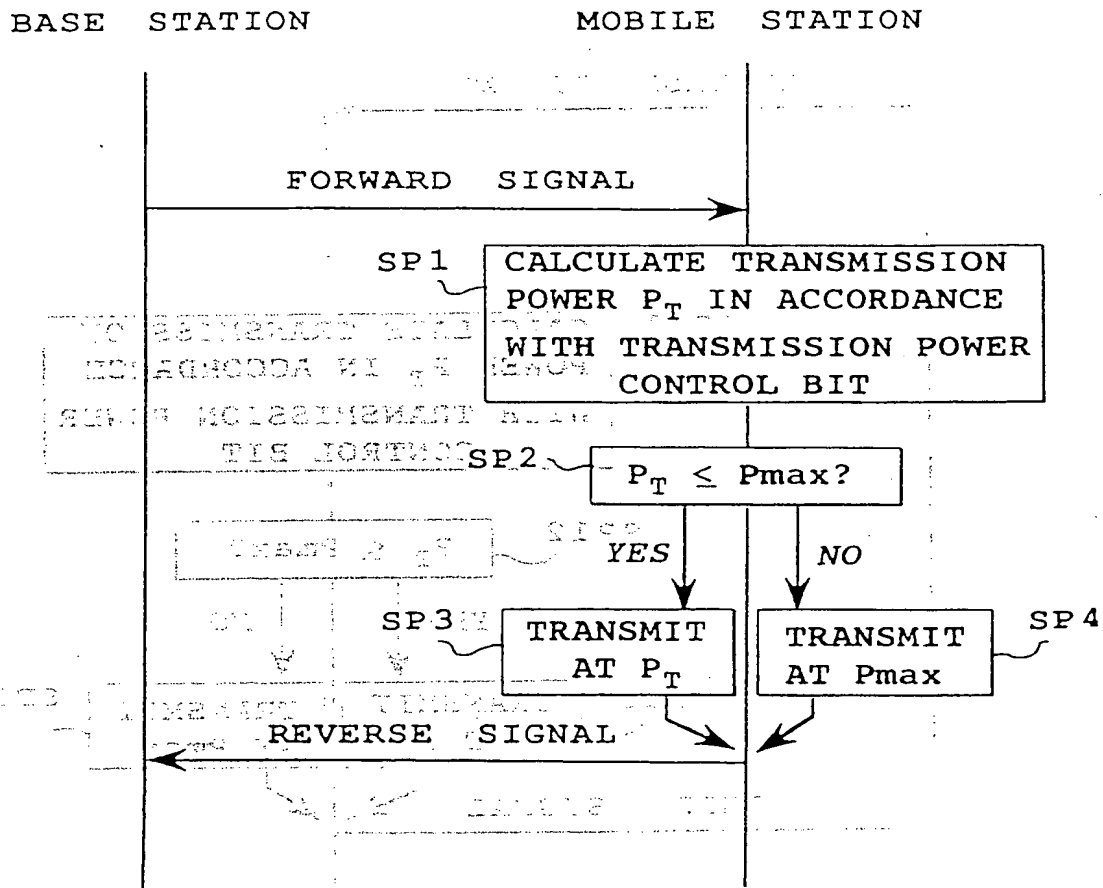 BASE STATION
MOBILE STATION
FORWARD SIGNAL
SP1
CALCULATE TRANSMISSION
POWER P_T IN ACCORDANCE
WITH TRANSMISSION POWER
CONTROL BIT
SP2
P_T ≤ Pmax?
YES
NO
SP3
TRANSMIT
AT P_T
TRANSMIT
AT Pmax
SP4
REVERSE SIGNAL